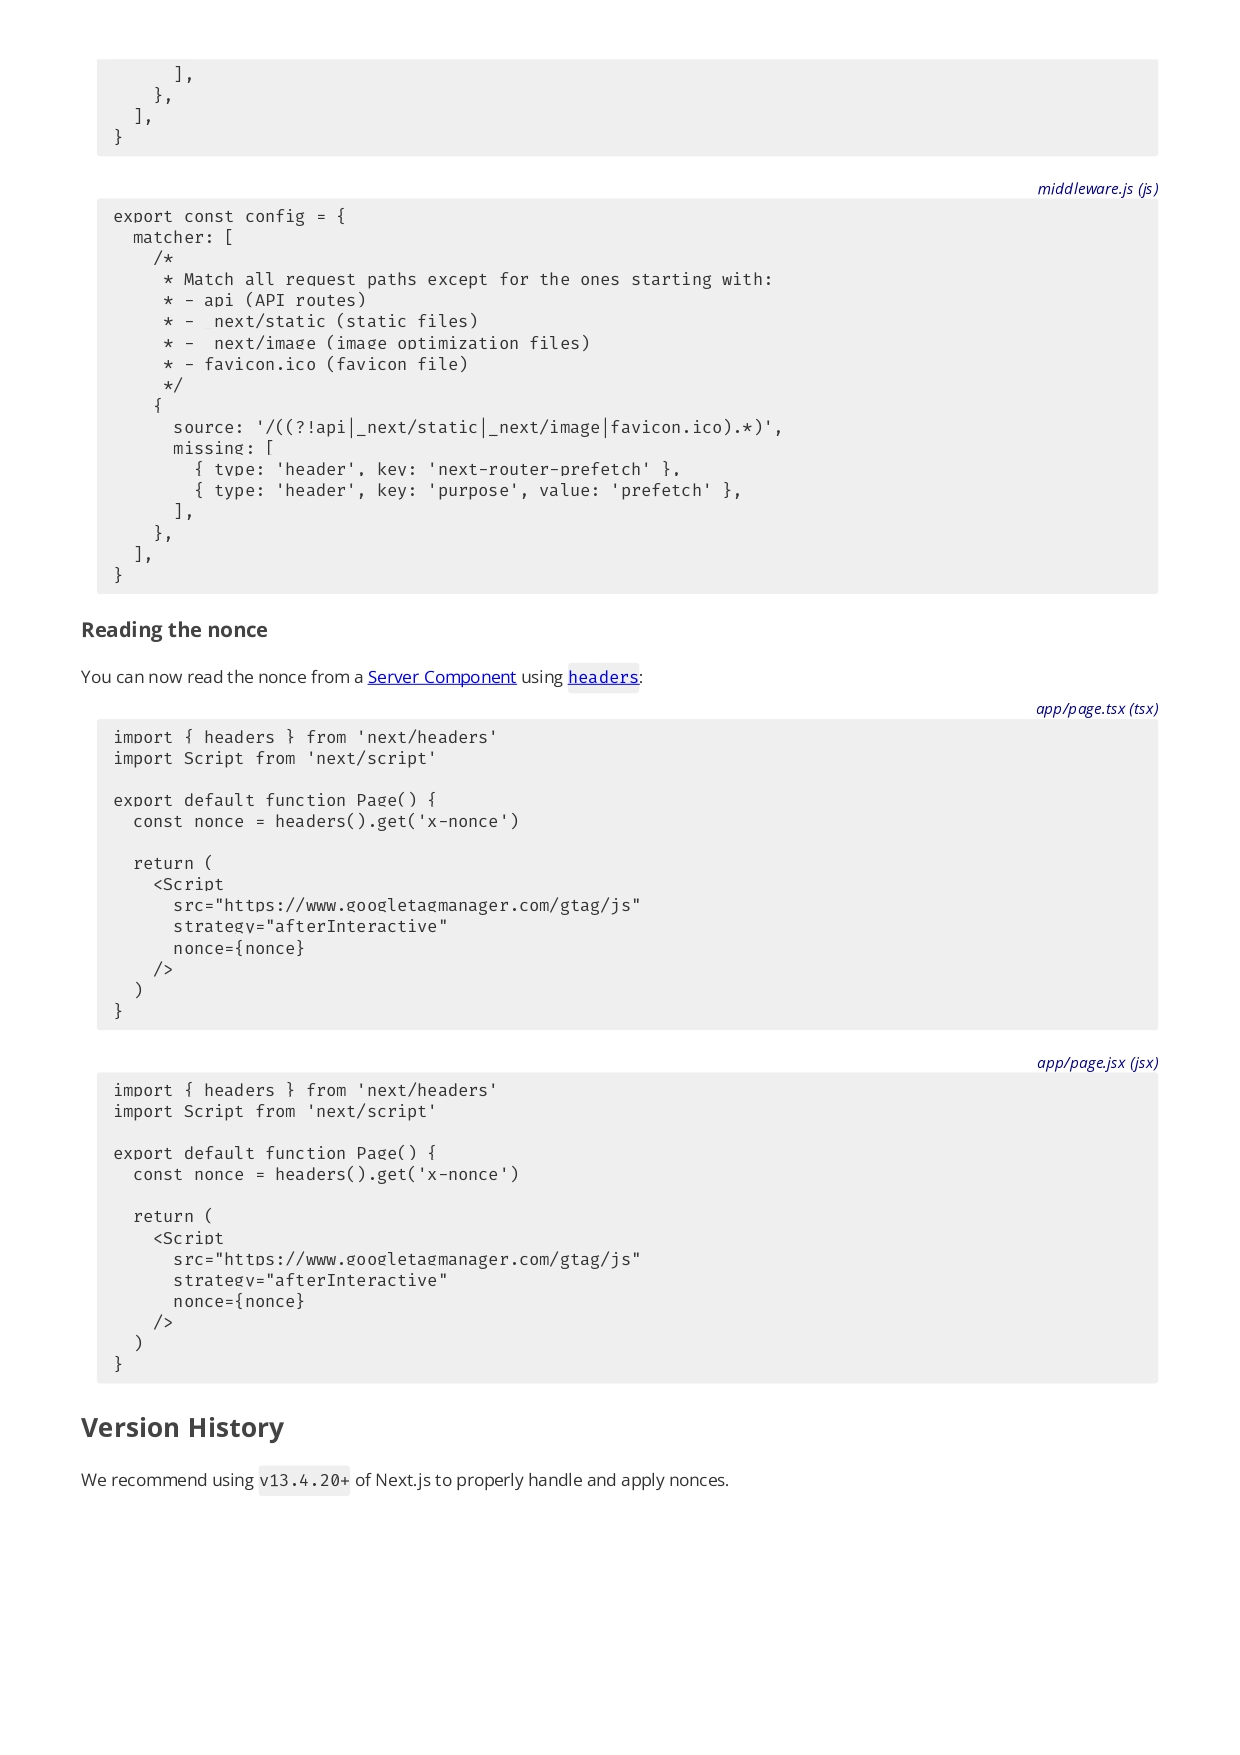 ],
    },
  ],
}
middleware.js (js)
export const config = {
  matcher: [
    /*
     * Match all request paths except for the ones starting with:
     * - api (API routes)
     * - _next/static (static files)
     * - _next/image (image optimization files)
     * - favicon.ico (favicon file)
     */
    {
      source: '/((?!api|_next/static|_next/image|favicon.ico).*)',
      missing: [
        { type: 'header', key: 'next-router-prefetch' },
        { type: 'header', key: 'purpose', value: 'prefetch' },
      ],
    },
  ],
}
Reading the nonce
You can now read the nonce from a Server Component using headers:
app/page.tsx (tsx)
import { headers } from 'next/headers'
import Script from 'next/script'

export default function Page() {
  const nonce = headers().get('x-nonce')

  return (
    <Script
      src="https://www.googletagmanager.com/gtag/js"
      strategy="afterInteractive"
      nonce={nonce}
    />
  )
}
app/page.jsx (jsx)
import { headers } from 'next/headers'
import Script from 'next/script'

export default function Page() {
  const nonce = headers().get('x-nonce')

  return (
    <Script
      src="https://www.googletagmanager.com/gtag/js"
      strategy="afterInteractive"
      nonce={nonce}
    />
  )
}
Version History
We recommend using v13.4.20+ of Next.js to properly handle and apply nonces.